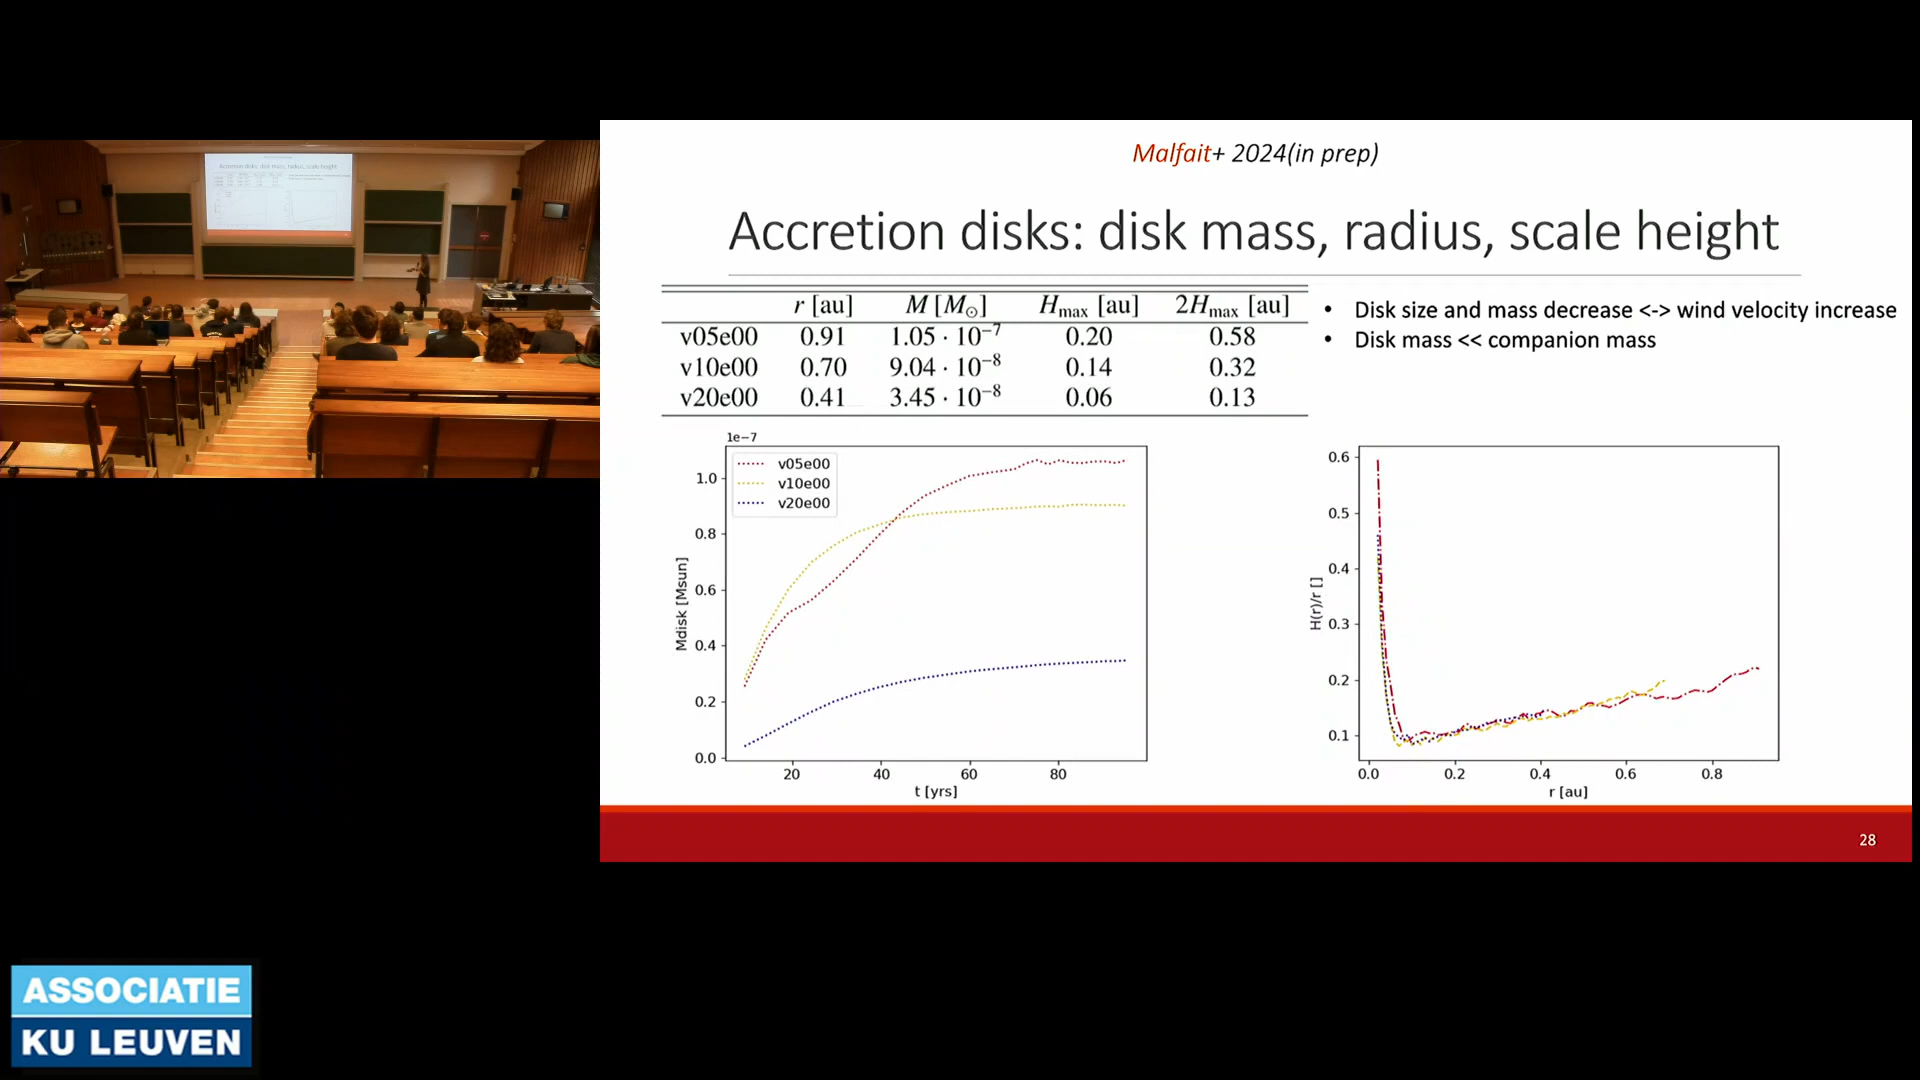 Malfait+ 2024(in prep)
Accretion disks: disk mass, radius, scale height
r [au] M [M☉] Hmax [au] 2Hmax [au]
v05e00 0.91 1.05 · 10⁻⁷ 0.20 0.58
v10e00 0.70 9.04 · 10⁻⁸ 0.14 0.32
v20e00 0.41 3.45 · 10⁻⁸ 0.06 0.13
• Disk size and mass decrease <-> wind velocity increase
• Disk mass << companion mass
1e−7
v05e00
v10e00
v20e00
1.0
0.8
0.6
0.4
0.2
0.0
Mdisk [Msun]
20 40 60 80
t [yrs]
0.6
0.5
0.4
0.3
0.2
0.1
H(r)/r []
0.0 0.2 0.4 0.6 0.8
r [au]
28
ASSOCIATIE
KU LEUVEN